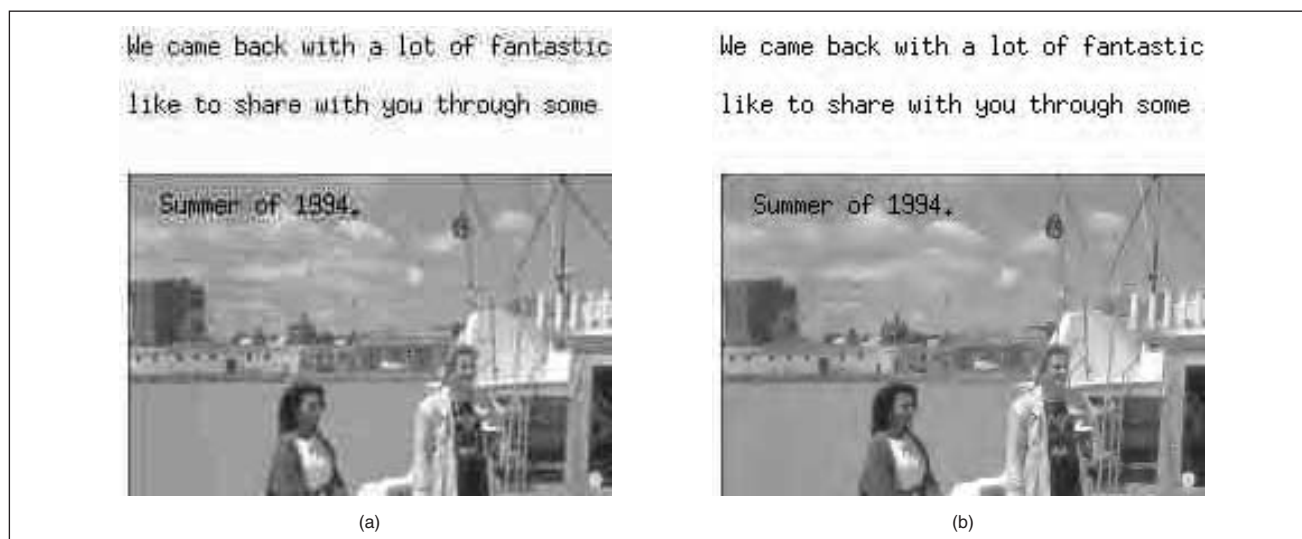 We came back with a lot of fantastic
like to share with you through some
Summer of 1994.
(a)
We came back with a lot of fantastic
like to share with you through some
Summer of 1994.
(b)